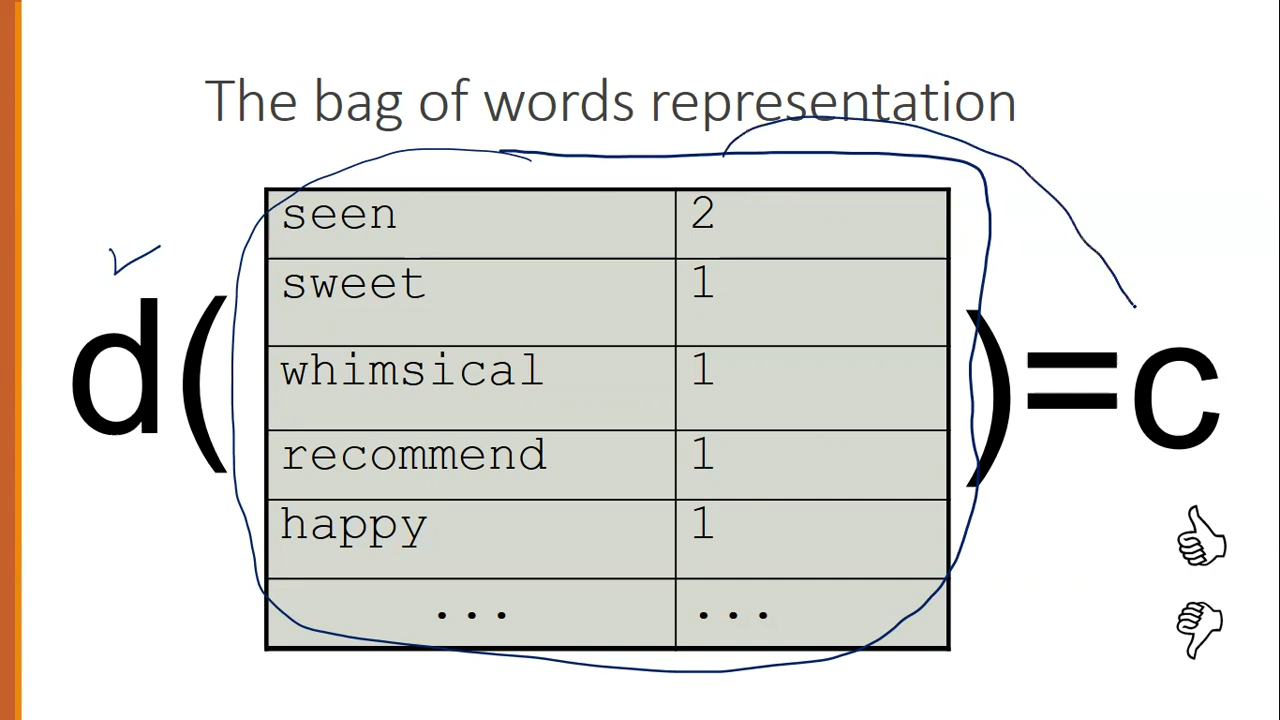 The bag of words representation
d(
seen 2
sweet 1
whimsical 1
recommend 1
happy 1
... ...
)=c